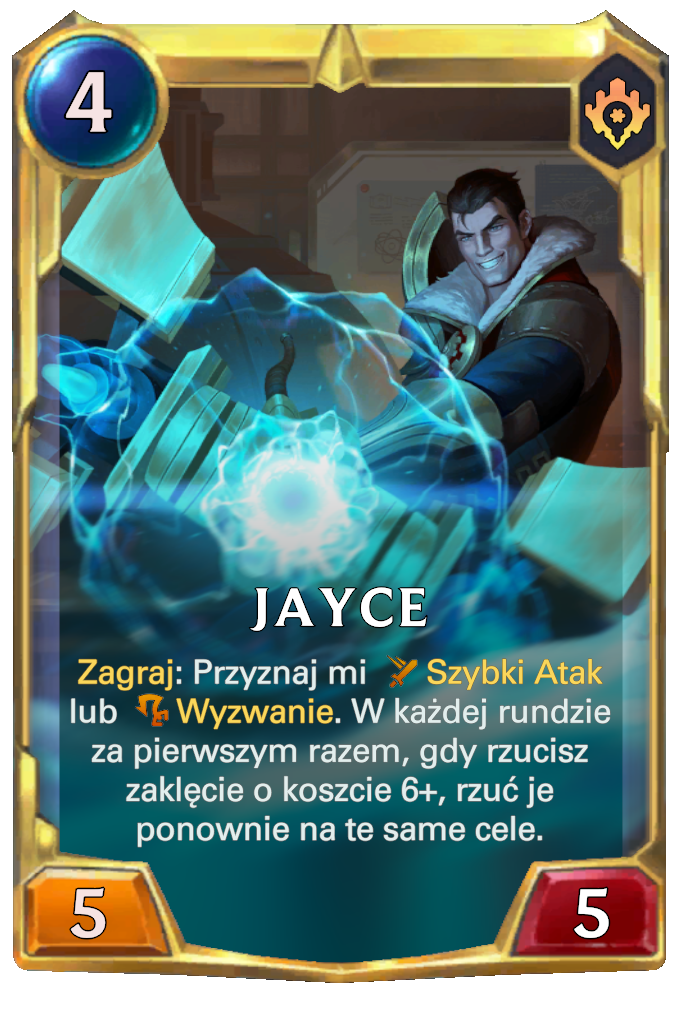 4
JAYCE
Zagraj: Przyznaj mi Szybki Atak
lub Wyzwanie. W każdej rundzie
za pierwszym razem, gdy rzucisz
zaklęcie o koszcie 6+, rzuć je
ponownie na te same cele.
5
5